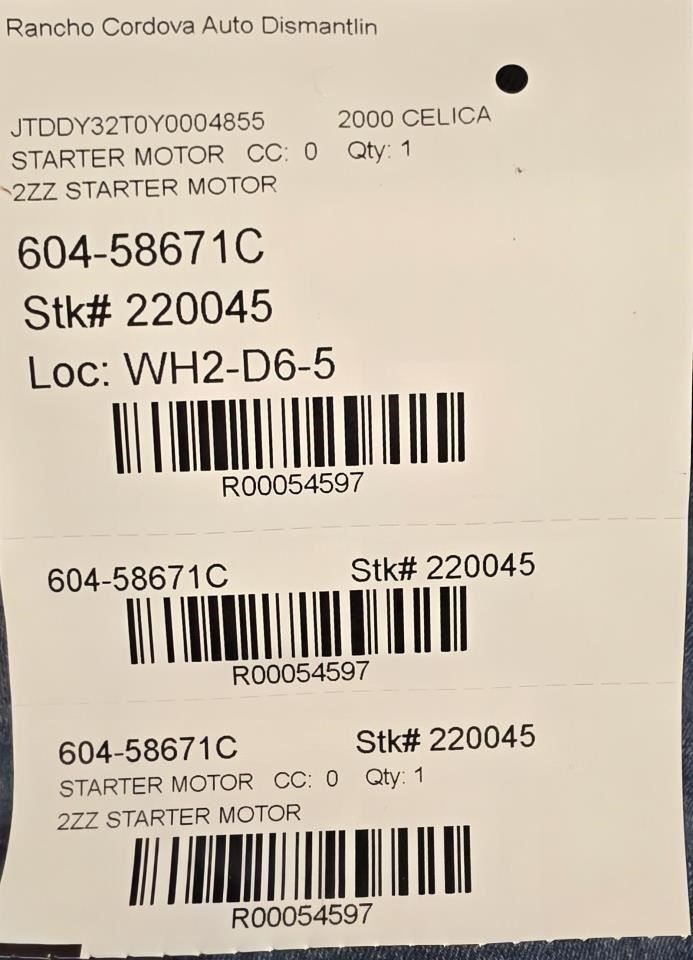 Rancho Cordova Auto Dismantlin
JTDDY32T0Y0004855 2000 CELICA
STARTER MOTOR CC: 0 Qty: 1
2ZZ STARTER MOTOR
604-58671C
Stk# 220045
Loc: WH2-D6-5
R00054597
604-58671C Stk# 220045
R00054597
604-58671C Stk# 220045
STARTER MOTOR CC: 0 Qty: 1
2ZZ STARTER MOTOR
R00054597